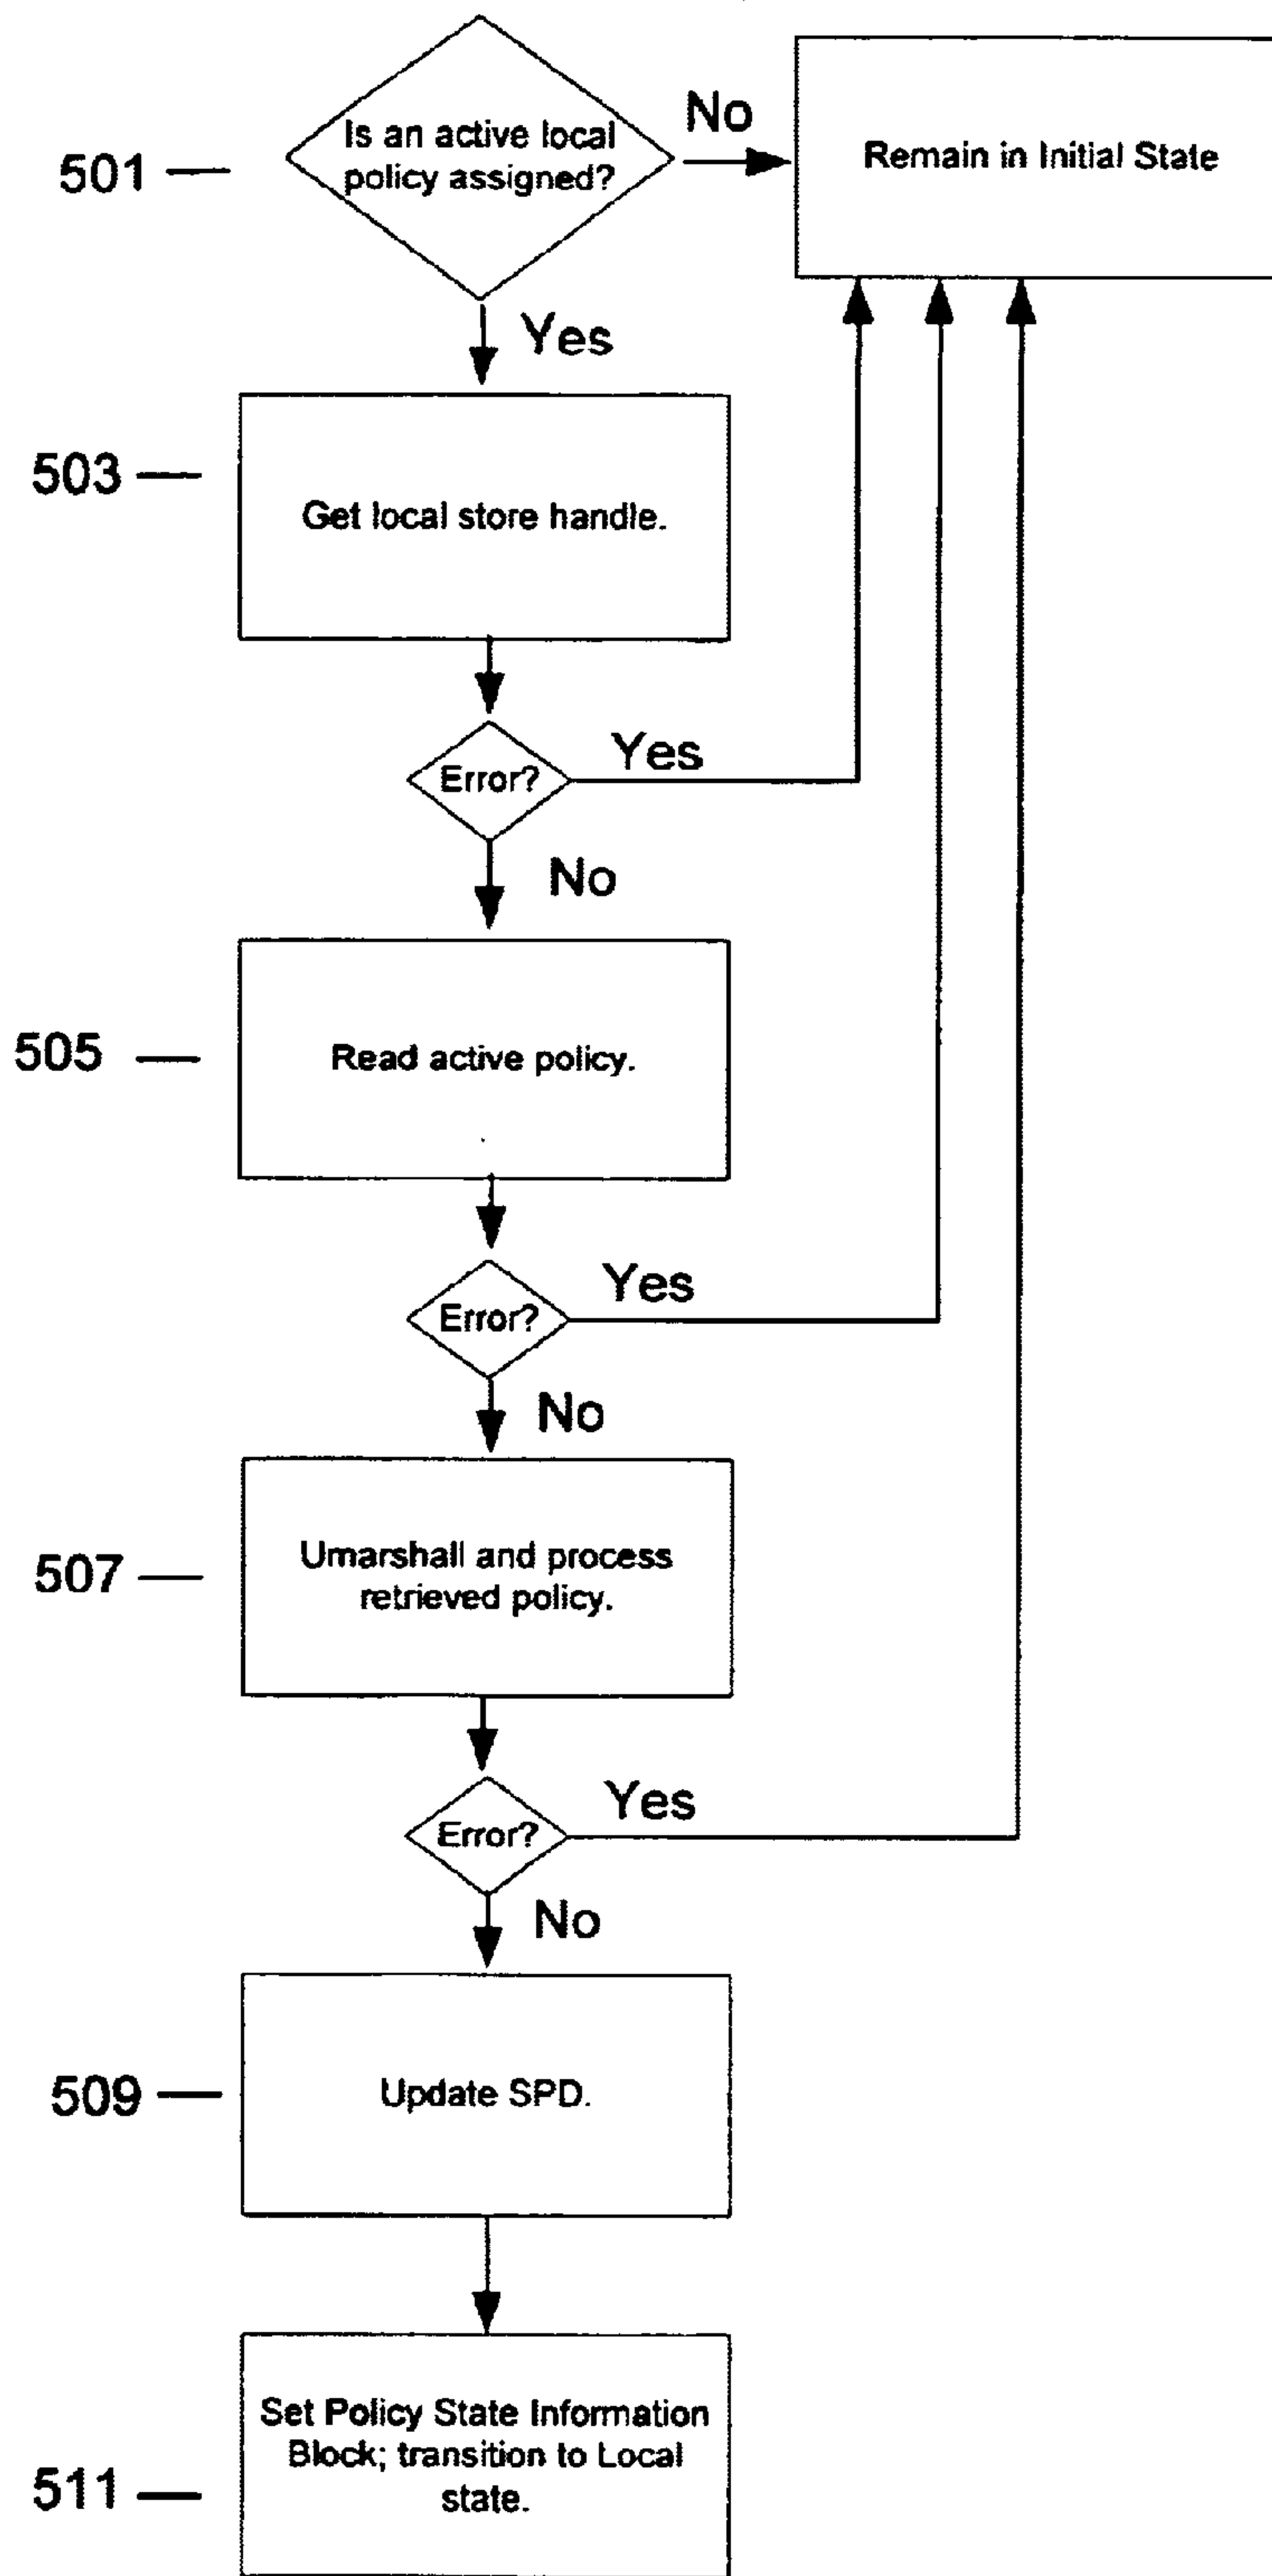 501
Is an active local
policy assigned?
No
Remain in Initial State
Yes
503
Get local store handle.
Error?
Yes
No
505
Read active policy.
Error?
Yes
No
507
Umarshall and process
retrieved policy.
Error?
Yes
No
509
Update SPD.
511
Set Policy State Information
Block; transition to Local
state.